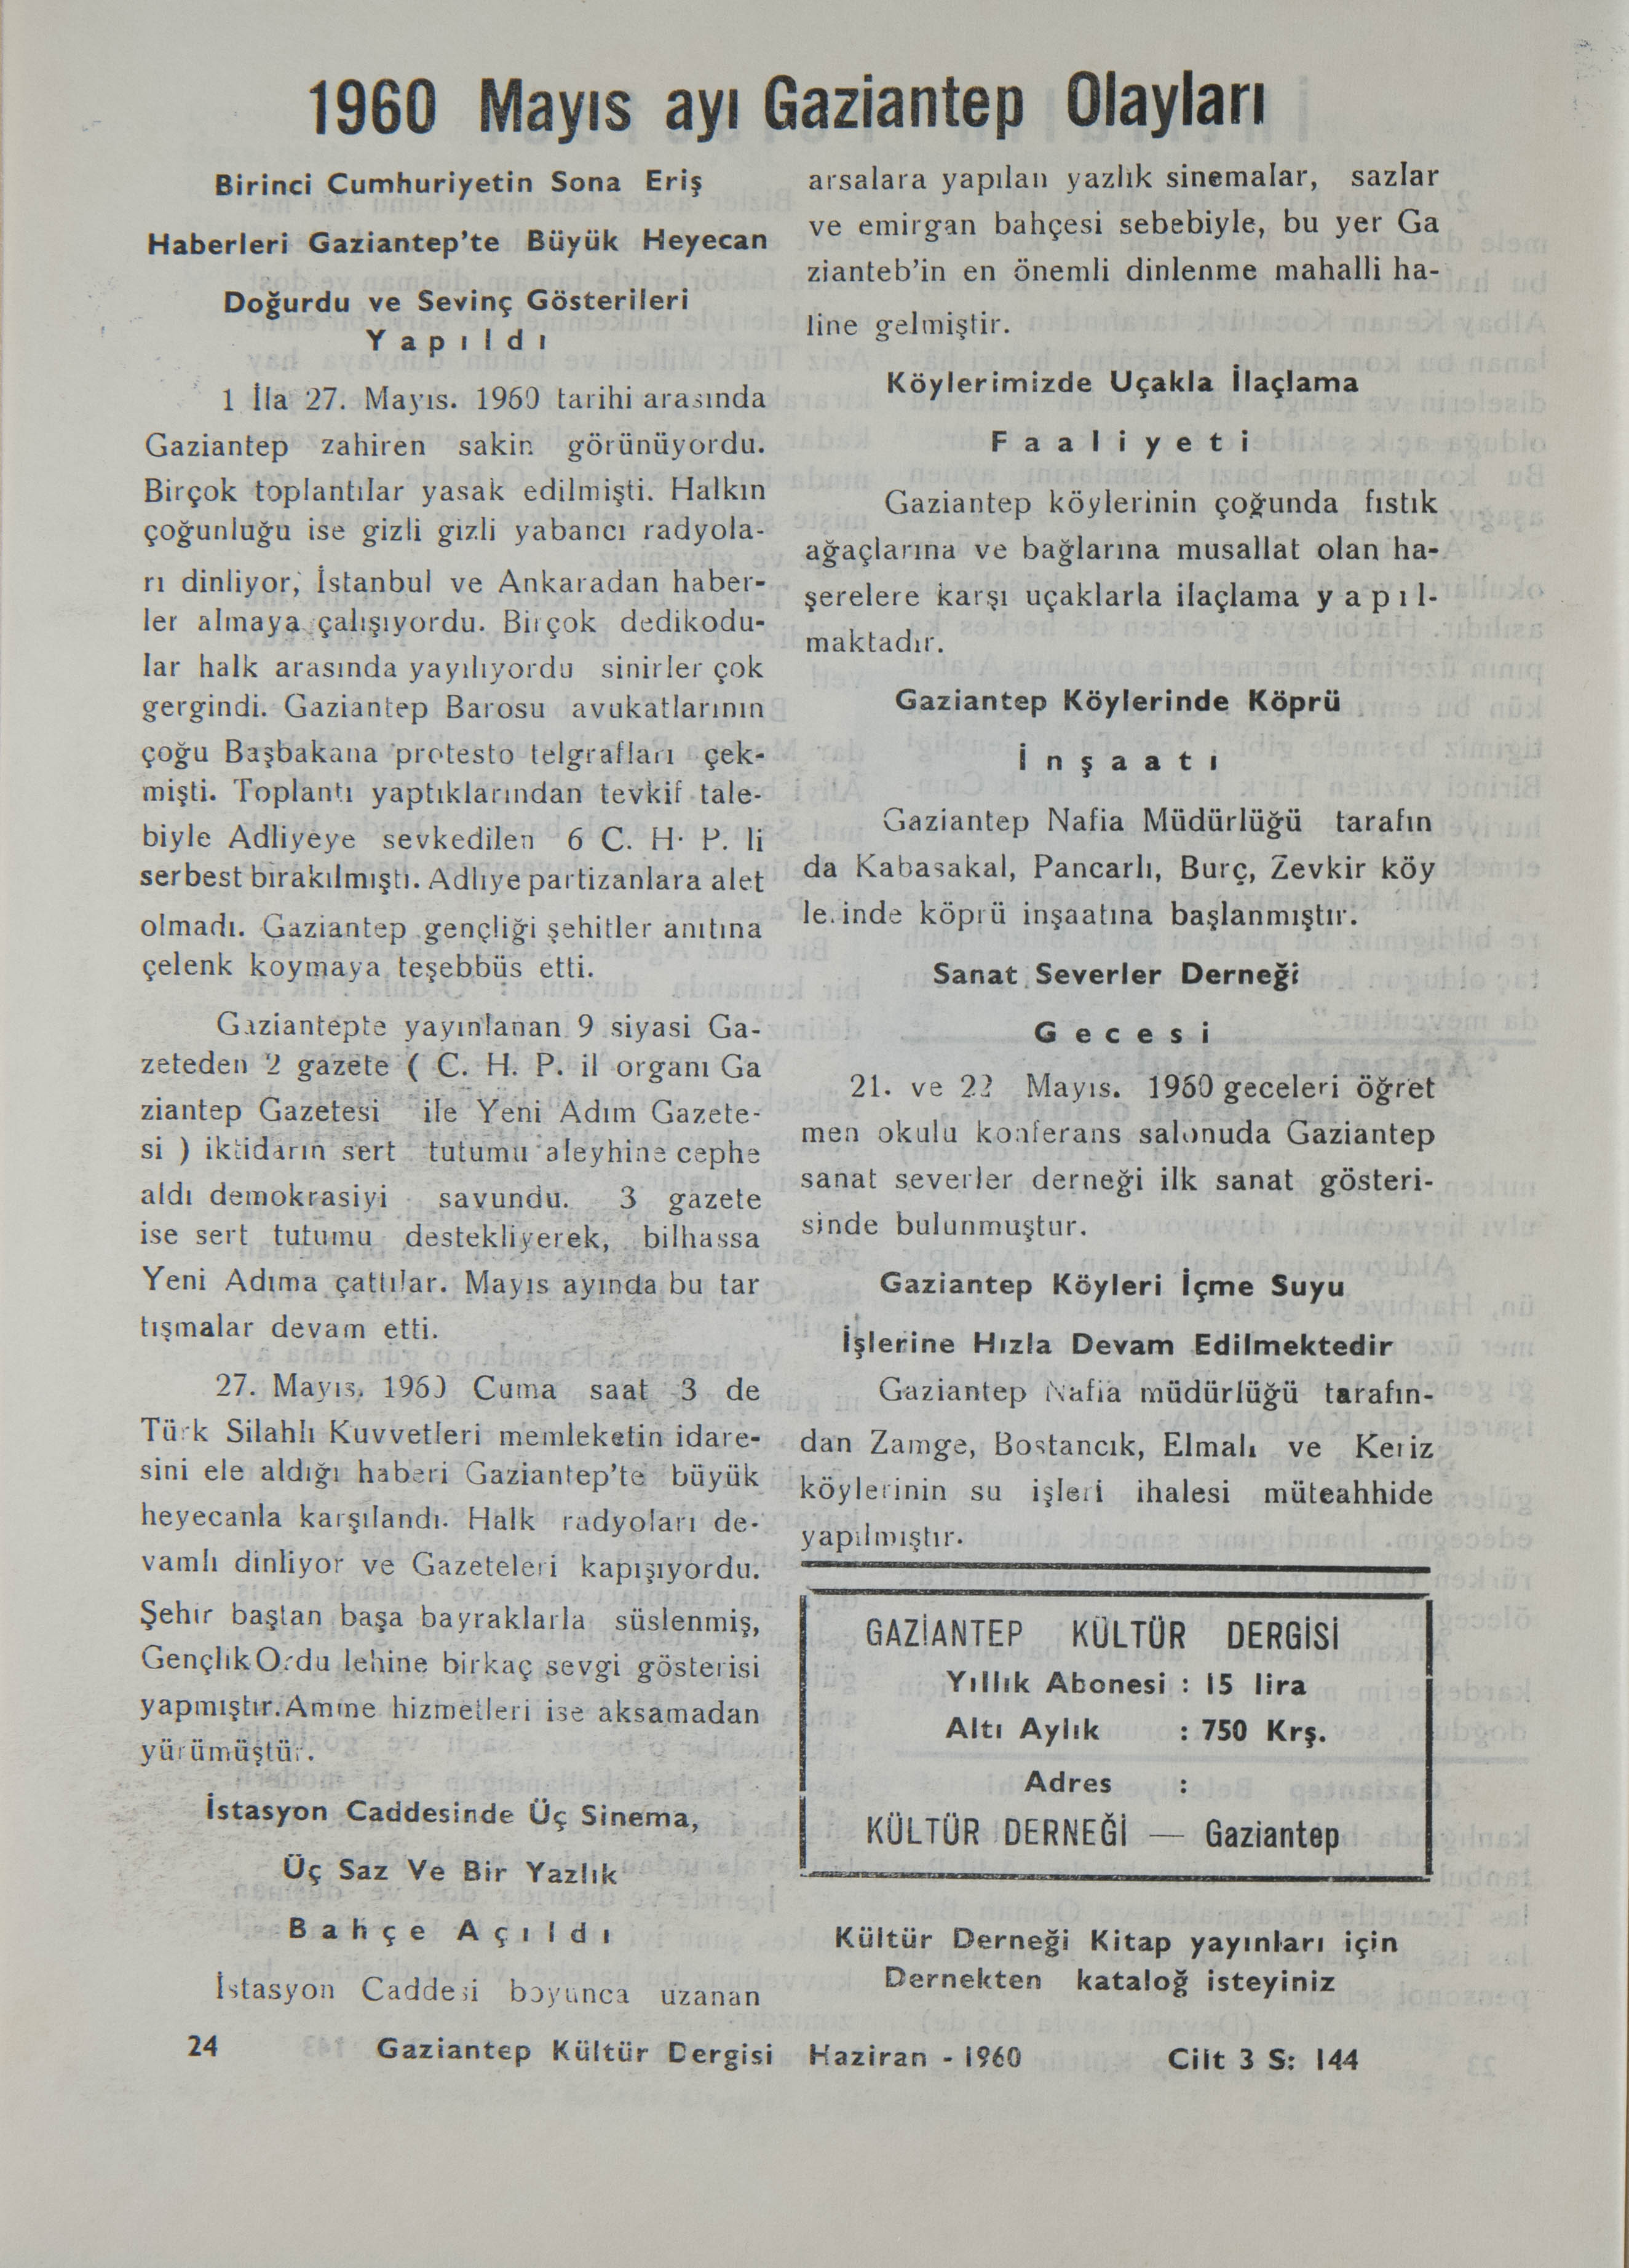 1960 Mayıs ayı Gaziantep Olayları
Birinci Cumhuriyetin Sona Eriş
Haberleri Gaziantep'te Büyük Heyecan
Doğurdu ve Sevinç Gösterileri
Yapıldı
1 İla 27. Mayıs. 1960 tarihi arasında
Gaziantep zahiren sakin görünüyordu.
Birçok toplantılar yasak edilmişti. Halkın
çoğunluğu ise gizli gizli yabancı radyola-
rı dinliyor, İstanbul ve Ankaradan haber-
ler almaya çalışıyordu. Birçok dedikodu-
lar halk arasında yayılıyordu sinirler çok
gergindi. Gaziantep Barosu avukatlarının
çoğu Başbakana protesto telgrafları çek-
mişti. Toplantı yaptıklarından tevkif tale-
biyle Adliyeye sevkedilen 6 C. H. P. li
serbest bırakılmıştı. Adliye partizanlara alet
olmadı. Gaziantep gençliği şehitler anıtına
çelenk koymaya teşebbüs etti.
Gaziantepte yayınlanan 9 siyasi Ga-
zeteden 2 gazete ( C. H. P. il organı Ga
ziantep Gazetesi ile Yeni Adım Gazete-
si ) iktidarın sert tutumu aleyhine cephe
aldı demokrasiyi savundu. 3 gazete
ise sert tutumu destekliyerek, bilhassa
Yeni Adıma çattılar. Mayıs ayında bu tar
tışmalar devam etti.
27. Mayıs. 1960 Cuma saat 3 de
Türk Silahlı Kuvvetleri memleketin idare-
sini ele aldığı haberi Gaziantep'te büyük
heyecanla karşılandı. Halk radyoları de-
vamlı dinliyor ve Gazeteleri kapışıyordu.
Şehir baştan başa bayraklarla süslenmiş,
Gençlik Ordu lehine birkaç sevgi gösterisi
yapmıştır. Amme hizmetleri ise aksamadan
yürümüştür.
İstasyon Caddesinde Üç Sinema,
Üç Saz Ve Bir Yazlık
Bahçe Açıldı
İstasyon Caddesi boyunca uzanan
arsalara yapılan yazlık sinemalar, sazlar
ve emirgan bahçesi sebebiyle, bu yer Ga
zianteb'in en önemli dinlenme mahalli ha-
line gelmiştir.
Köylerimizde Uçakla İlaçlama
Faaliyeti
Gaziantep köylerinin çoğunda fıstık
ağaçlarına ve bağlarına musallat olan ha-
şerelere karşı uçaklarla ilaçlama yapıl-
maktadır.
Gaziantep Köylerinde Köprü
İnşaatı
Gaziantep Nafia Müdürlüğü tarafın
da Kabasakal, Pancarlı, Burç, Zevkir köy
lerinde köprü inşaatına başlanmıştır.
Sanat Severler Derneği
Gecesi
21. ve 22 Mayıs. 1960 geceleri öğret
men okulu konferans salonuda Gaziantep
sanat severler derneği ilk sanat gösteri-
sinde bulunmuştur.
Gaziantep Köyleri İçme Suyu
İşlerine Hızla Devam Edilmektedir
Gaziantep Nafia müdürlüğü tarafın-
dan Zamge, Bostancık, Elmalı ve Keriz
köylerinin su işleri ihalesi müteahhide
yapılmıştır.
GAZİANTEP KÜLTÜR DERGİSİ
Yıllık Abonesi : 15 lira
Altı Aylık : 750 Krş.
Adres :
KÜLTÜR DERNEĞİ — Gaziantep
Kültür Derneği Kitap yayınları için
Dernekten kataloğ isteyiniz
24 Gaziantep Kültür Dergisi Haziran - 1960 Cilt 3 S: 144